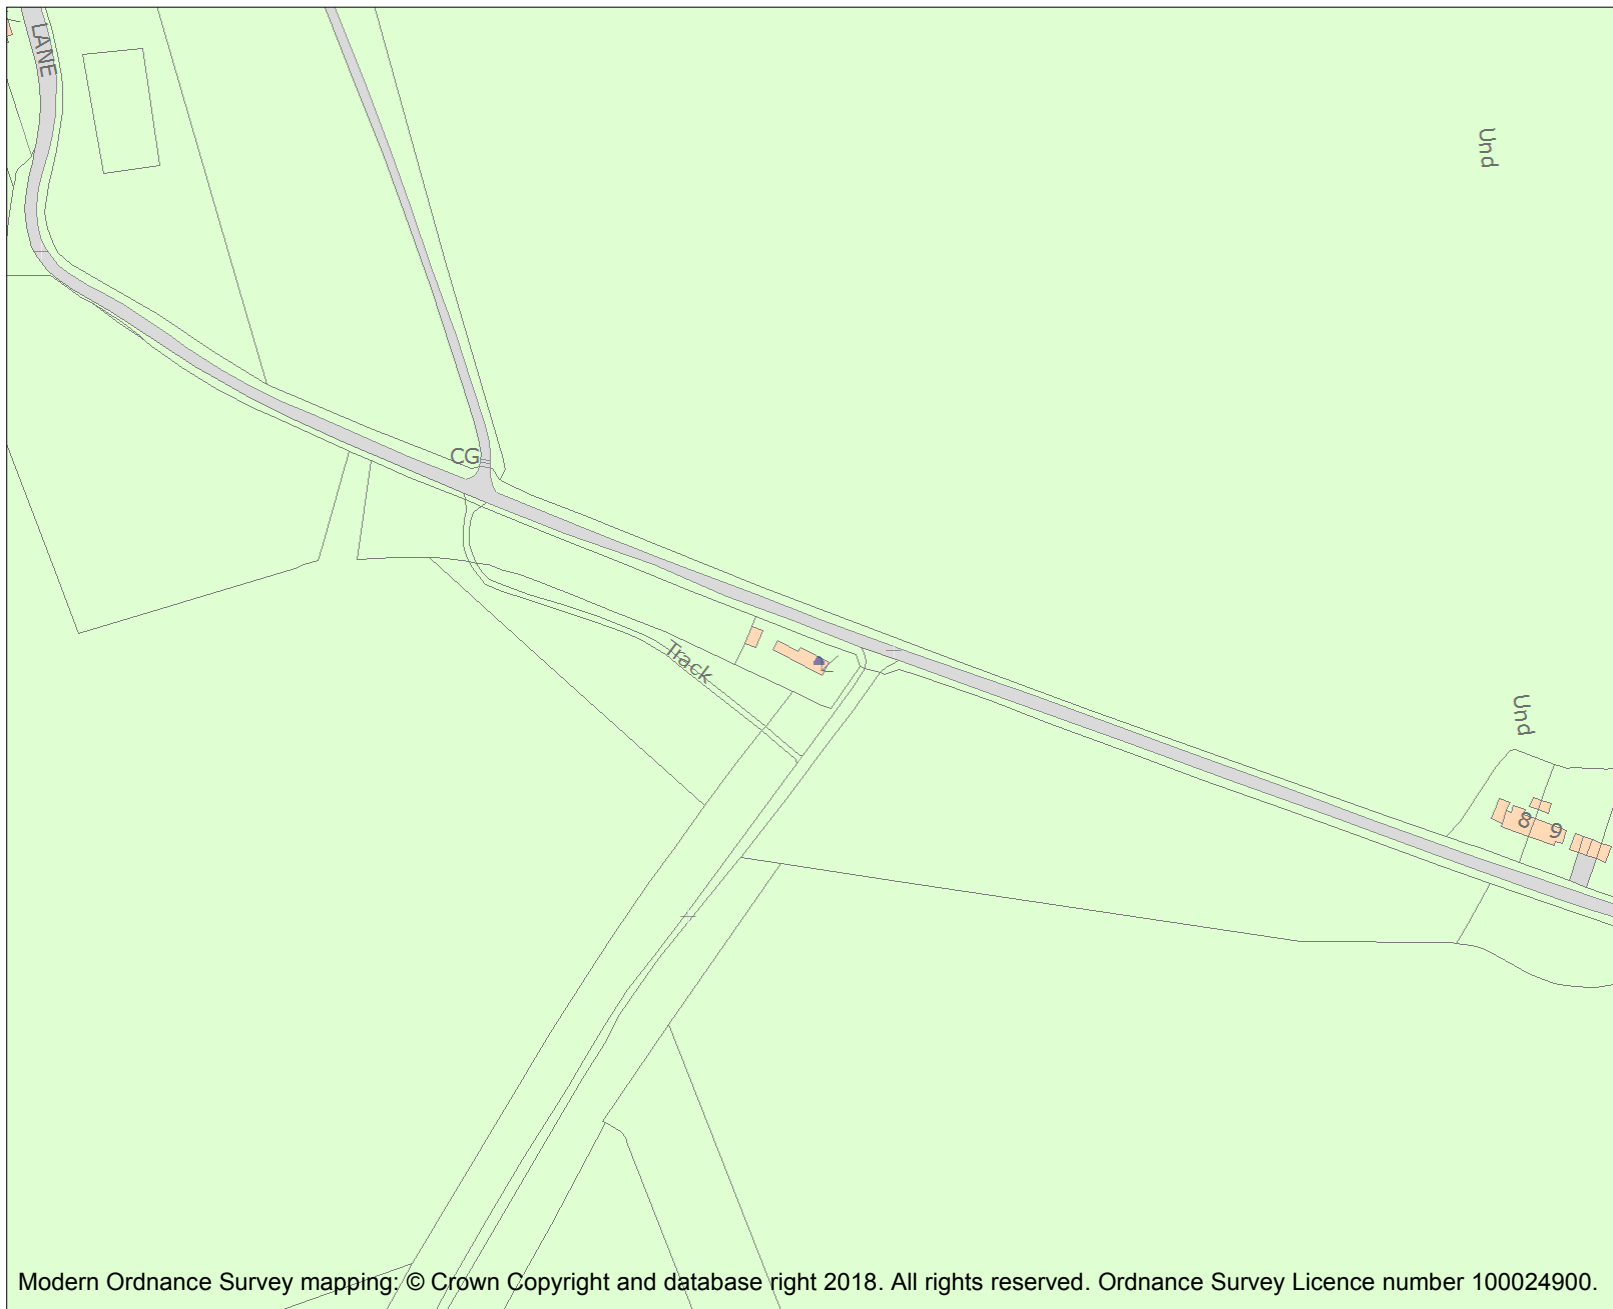 LANE
Und
CG
Track
7
Und
8
9
Modern Ordnance Survey mapping: © Crown Copyright and database right 2018. All rights reserved. Ordnance Survey Licence number 100024900.